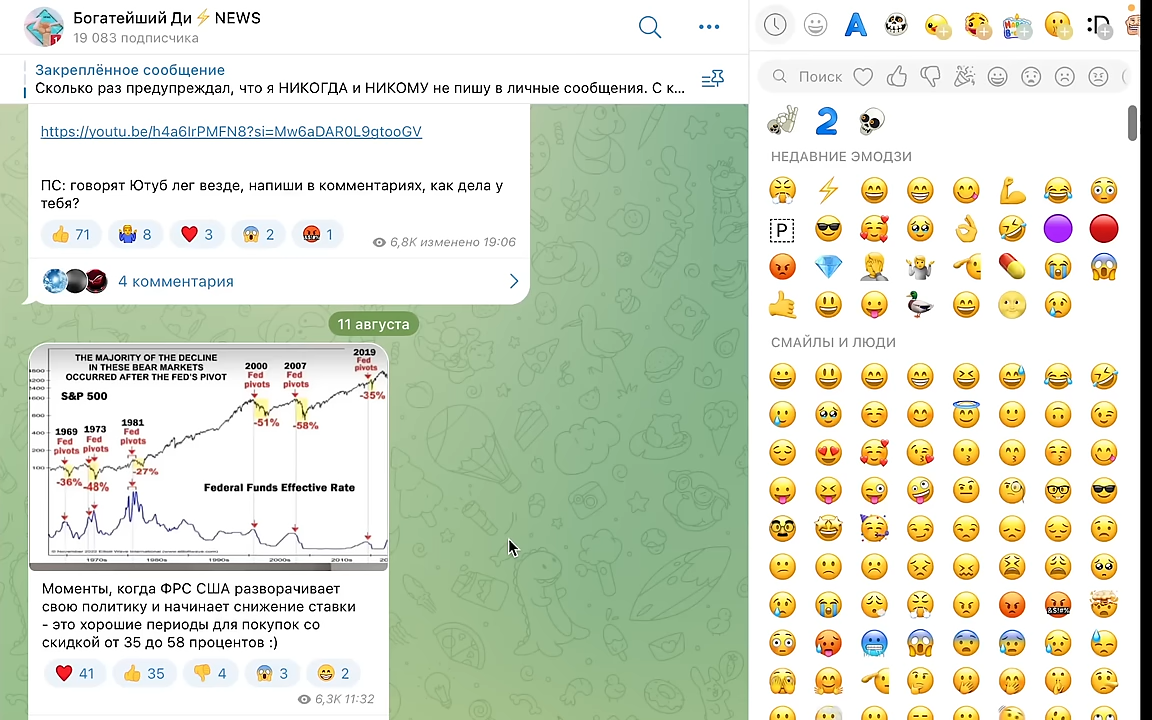 Богатейший Ди⚡NEWS
19 083 подписчика
Закреплённое сообщение
Сколько раз предупреждал, что я НИКОГДА и НИКОМУ не пишу в личные сообщения. С к...
https://youtu.be/h4a6IrPMFN8?si=Mw6aDAR0L9qtooGV
ПС: говорят Ютуб лег везде, напиши в комментариях, как дела у
тебя?
👍 71 🤷‍♂️ 8 ❤️ 3 😱 2 🤬 1
6,8K изменено 19:06
4 комментария
11 августа
THE MAJORITY OF THE DECLINE
IN THESE BEAR MARKETS
OCCURRED AFTER THE FED'S PIVOT
S&P 500
1969
Fed
pivots
-36%
1973
Fed
pivots
-48%
1981
Fed
pivots
-27%
2000
Fed
pivots
-51%
2007
Fed
pivots
-58%
2019
Fed
pivots
-35%
Federal Funds Effective Rate
1970s 1980s 1990s 2000s 2010s
Моменты, когда ФРС США разворачивает
свою политику и начинает снижение ставки
- это хорошие периоды для покупок со
скидкой от 35 до 58 процентов :)
❤️ 41 👍 35 👎 4 😱 3 😁 2
6,3K 11:32
Поиск
НЕДАВНИЕ ЭМОДЗИ
P
СМАЙЛЫ И ЛЮДИ